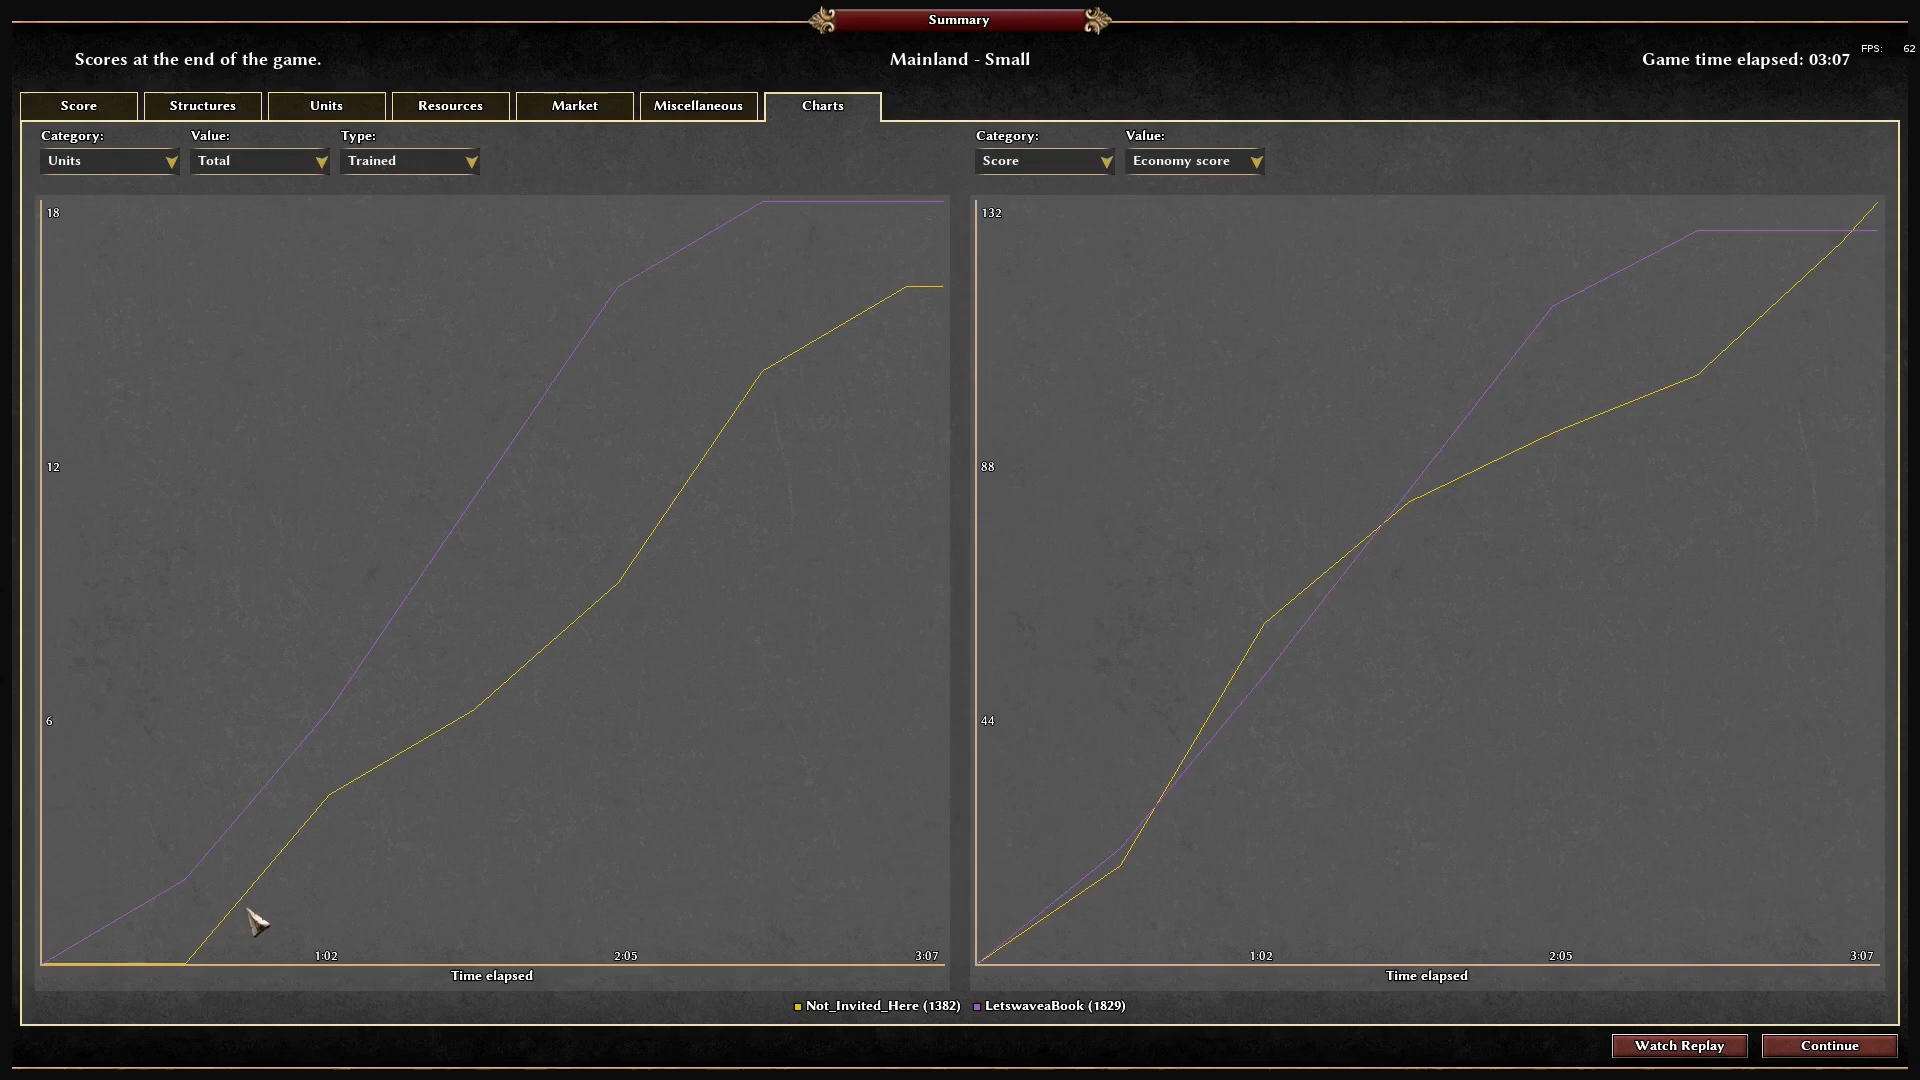 Summary
Scores at the end of the game.
Mainland - Small
Game time elapsed: 03:07
FPS: 62
Score
Structures
Units
Resources
Market
Miscellaneous
Charts
Category:
Value:
Type:
Units
Total
Trained
Category:
Value:
Score
Economy score
18
12
6
1:02
2:05
3:07
Time elapsed
132
88
44
1:02
2:05
3:07
Time elapsed
Not_Invited_Here (1382)
LetswaveaBook (1829)
Watch Replay
Continue